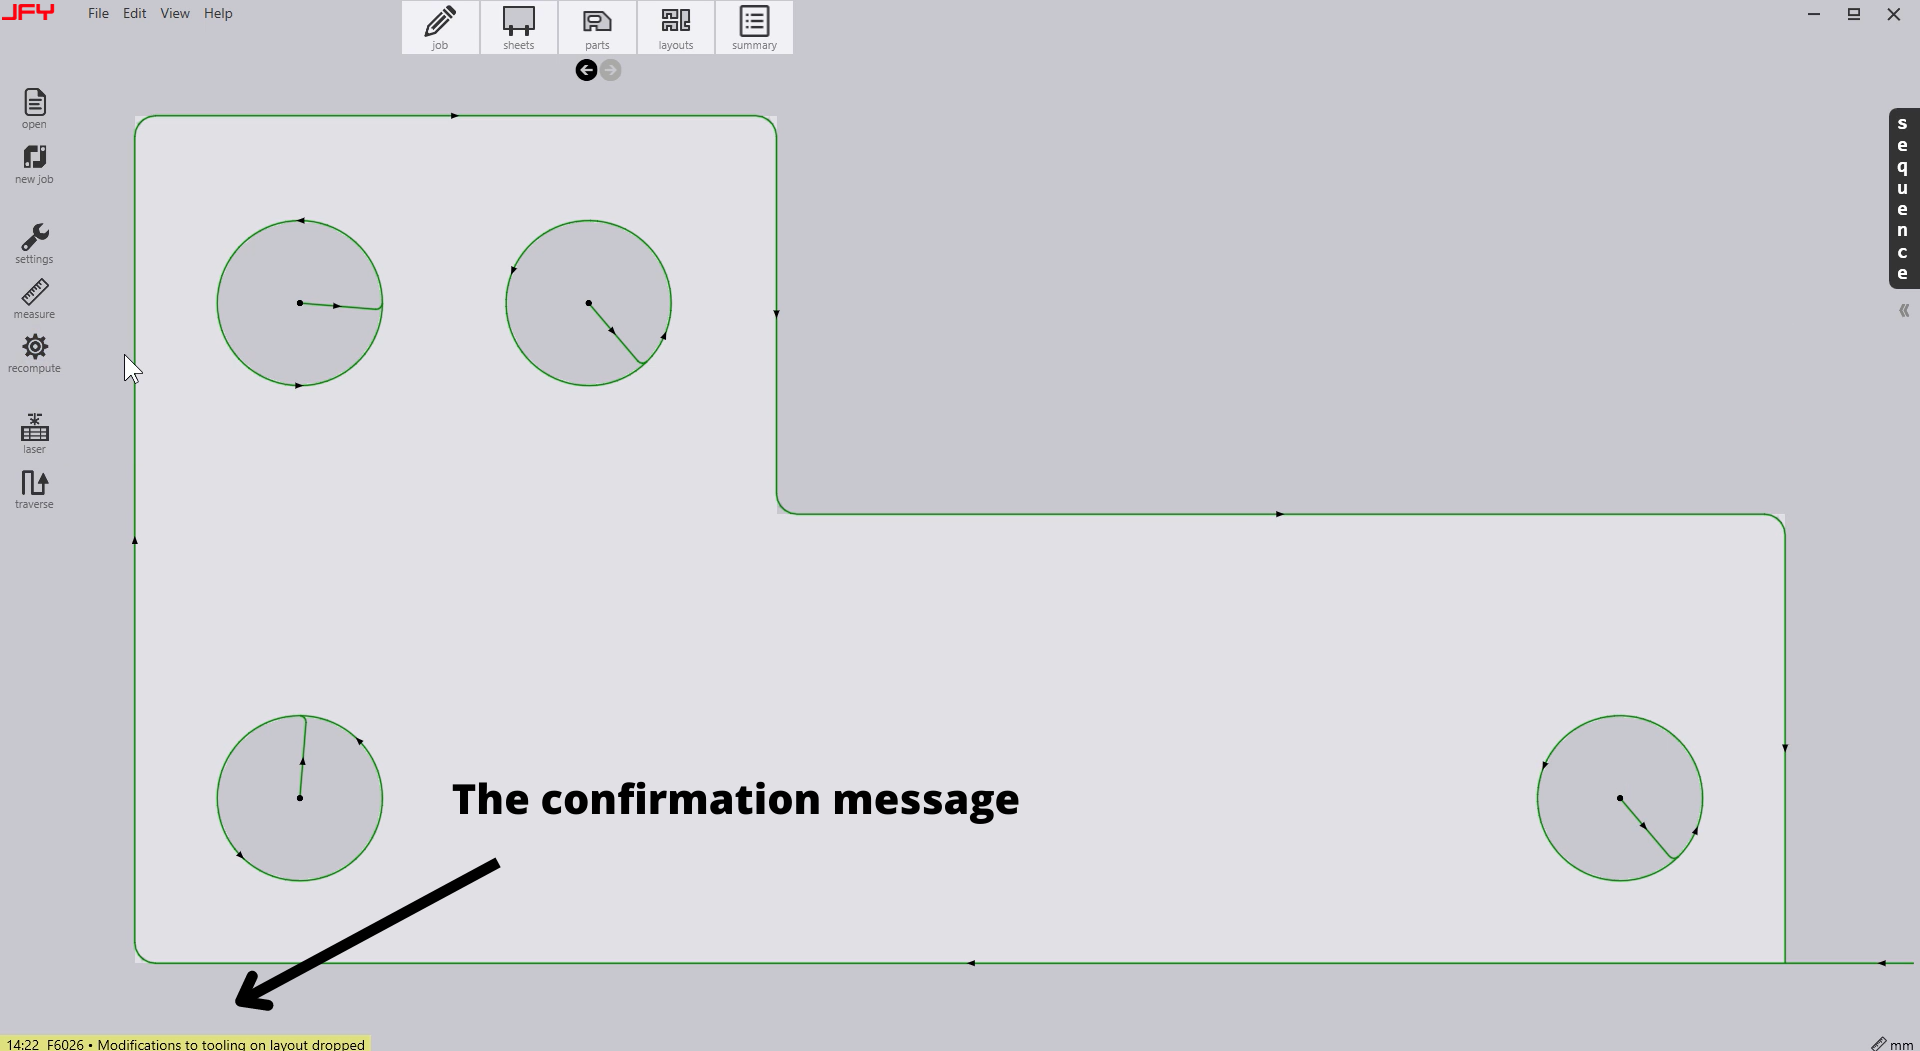 JFY
File Edit View Help
job
sheets
parts
layouts
summary
open
new job
settings
measure
recompute
laser
traverse
sequence
The confirmation message
14:22 F6026 • Modifications to tooling on layout dropped
mm